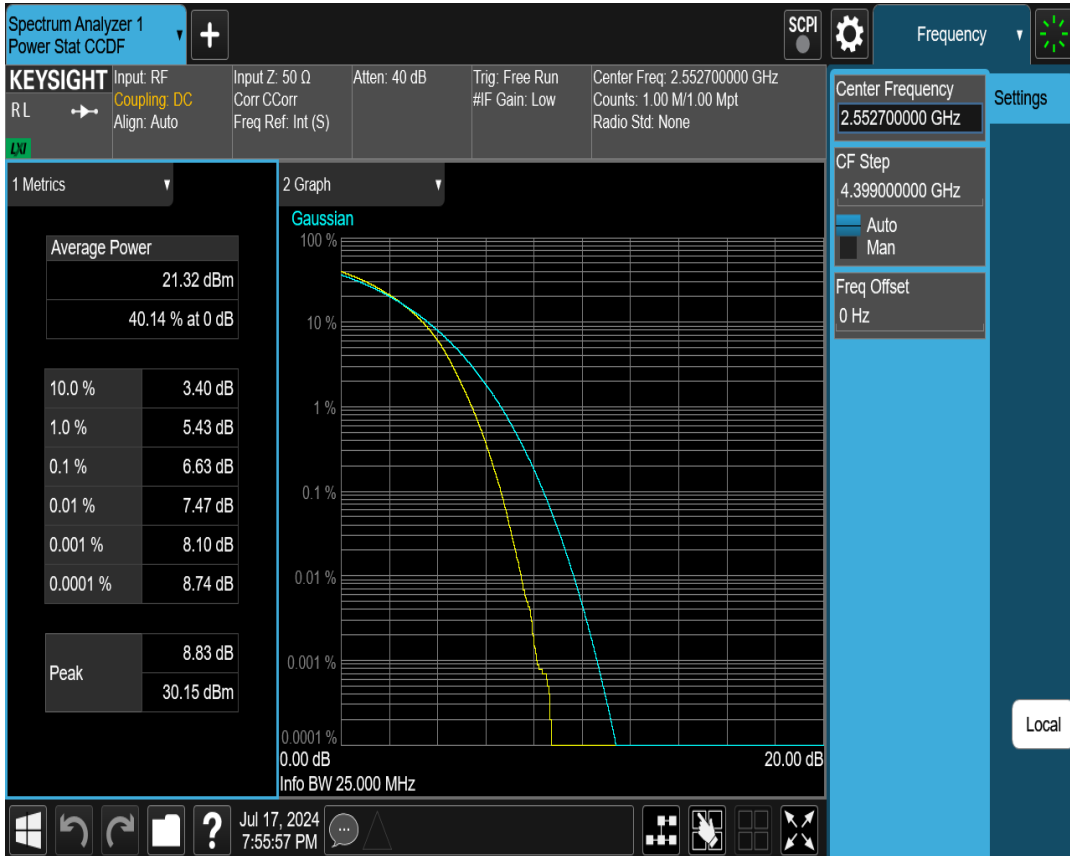 Spectrum Analyzer 1
Power Stat CCDF
SCPI
Frequency
KEYSIGHT
R L
LXI
Input: RF
Coupling: DC
Align: Auto
Input Z: 50 Ω
Corr CCorr
Freq Ref: Int (S)
Atten: 40 dB
Trig: Free Run
#IF Gain: Low
Center Freq: 2.552700000 GHz
Counts: 1.00 M/1.00 Mpt
Radio Std: None
Center Frequency
2.552700000 GHz
Settings
CF Step
4.399000000 GHz
Auto
Man
Freq Offset
0 Hz
1 Metrics
Average Power
21.32 dBm
40.14 % at 0 dB
10.0 % 3.40 dB
1.0 % 5.43 dB
0.1 % 6.63 dB
0.01 % 7.47 dB
0.001 % 8.10 dB
0.0001 % 8.74 dB
Peak
8.83 dB
30.15 dBm
2 Graph
Gaussian
100 %
10 %
1 %
0.1 %
0.01 %
0.001 %
0.0001 %
0.00 dB 20.00 dB
Info BW 25.000 MHz
Local
?
Jul 17, 2024
7:55:57 PM